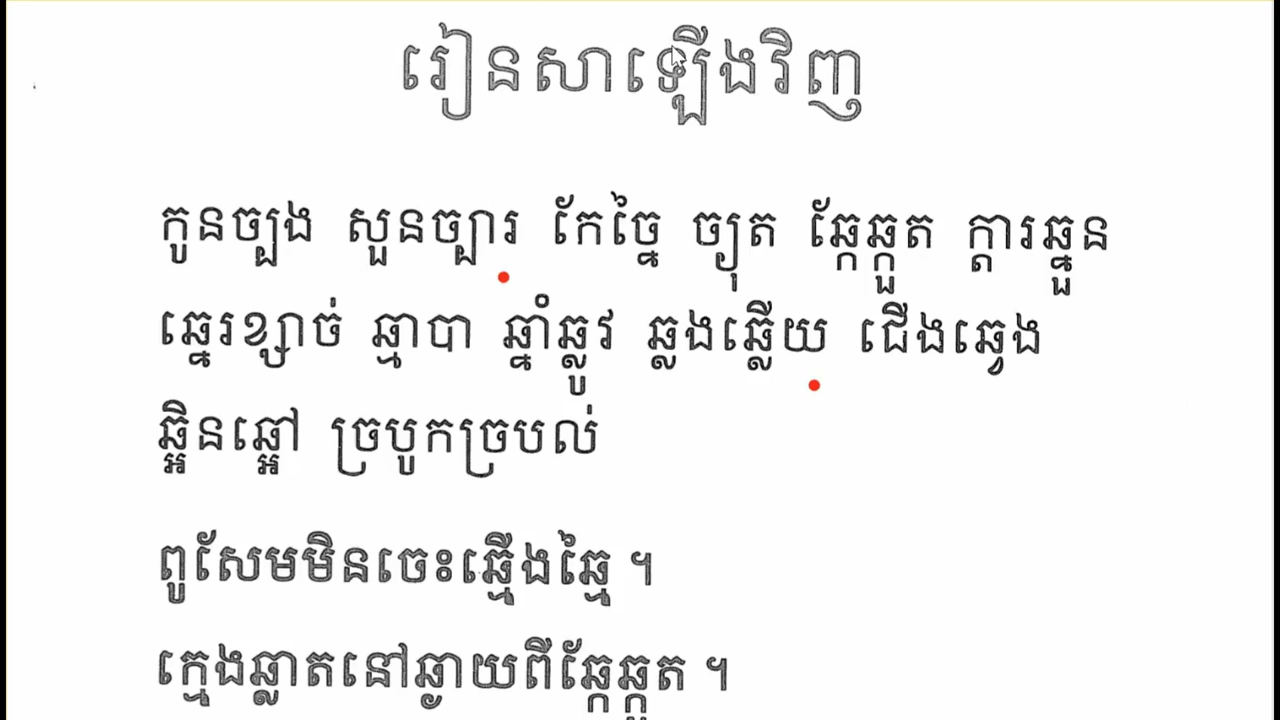 រៀនសាឡើងវិញ
កូនច្បង សួនច្បារ កែច្នៃ ច្យុត ឆ្កែឆ្កួត ក្តារឆ្នួន
ឆ្នេរខ្សាច់ ឆ្មាបា ឆ្នាំឆ្លូវ ឆ្លងឆ្លើយ ជើងឆ្វេង
ឆ្អិនឆ្អៅ ច្របូកច្របល់
ពូសែមមិនចេះឆ្មើងឆ្មៃ ។
ក្មេងឆ្លាតនៅឆ្ងាយពីឆ្កែឆ្កួត ។